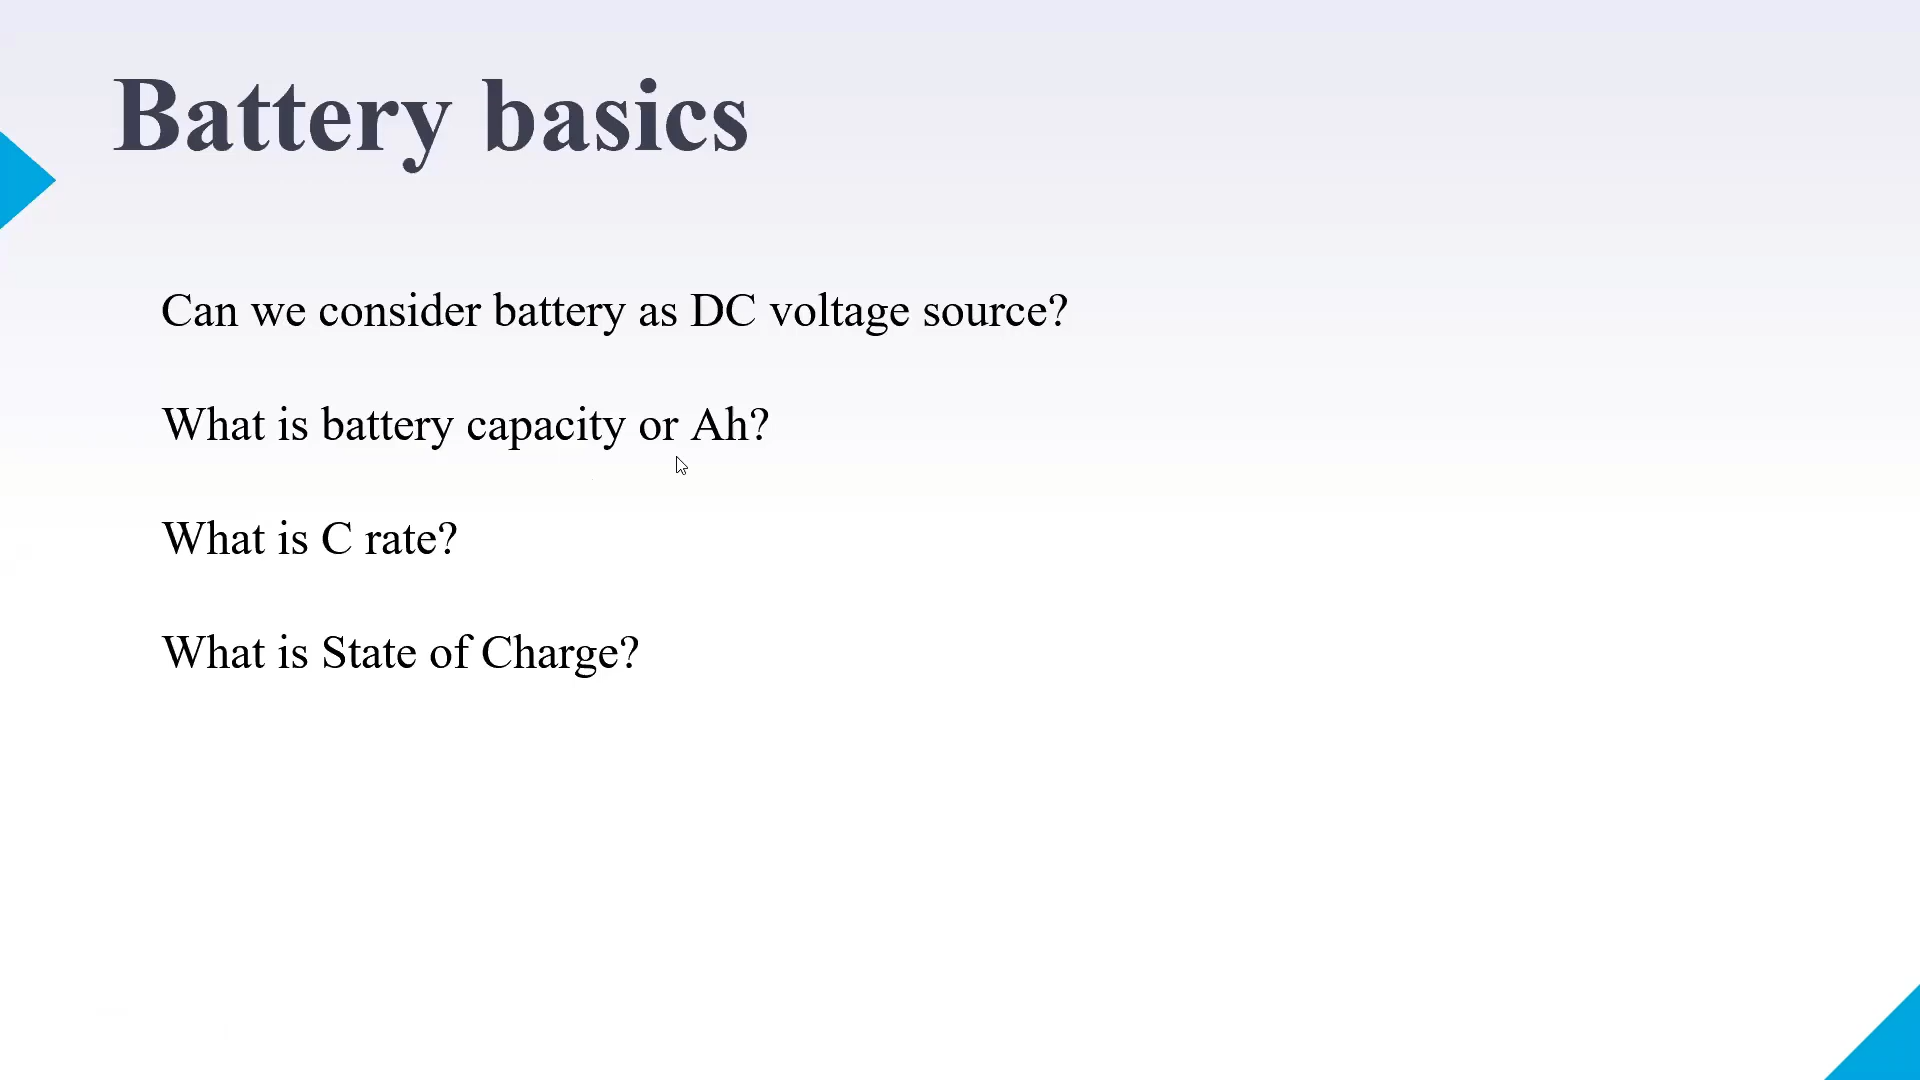 Battery basics
Can we consider battery as DC voltage source?
What is battery capacity or Ah?
What is C rate?
What is State of Charge?